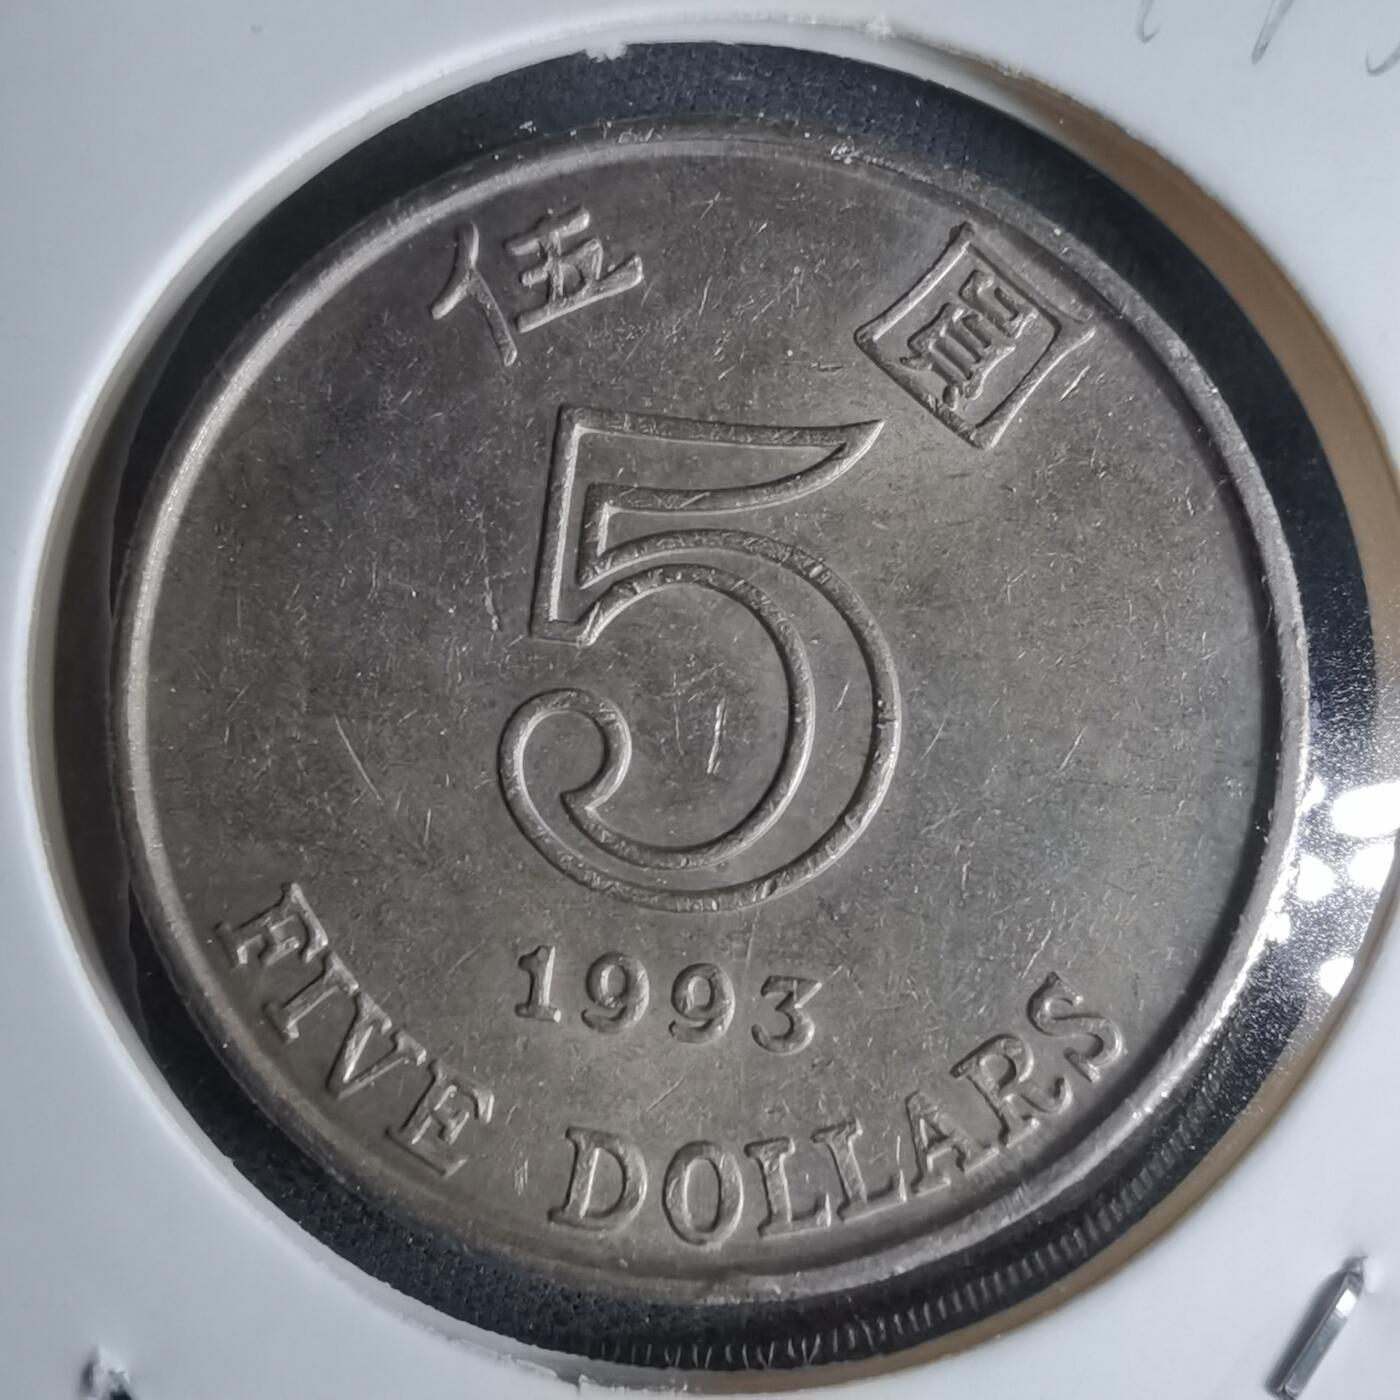 伍 圓
5
1993
FIVE DOLLARS